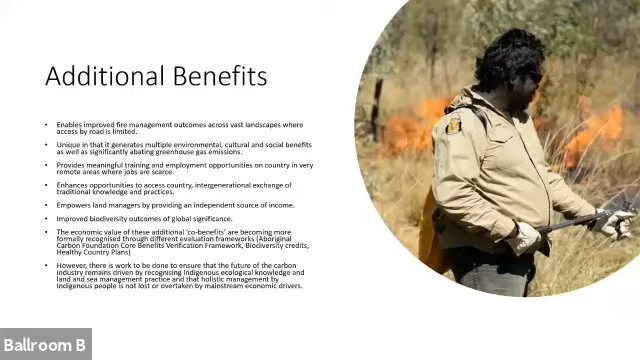 Additional Benefits
• Enables improved fire management outcomes across vast landscapes where
access by road is limited.
• Unique in that it generates multiple environmental, cultural and social benefits
as well as significantly abating greenhouse gas emissions.
• Provides meaningful training and employment opportunities on country in very
remote areas where jobs are scarce.
• Enhances opportunities to access country, intergenerational exchange of
traditional knowledge and practices.
• Empowers land managers by providing an independent source of income.
• Improved biodiversity outcomes of global significance.
• The economic value of these additional ‘co-benefits’ are becoming more
formally recognised through different evaluation frameworks (Aboriginal
Carbon Foundation Core Benefits Verification Framework, Biodiversity credits,
Healthy Country Plans)
• However, there is work to be done to ensure that the future of the carbon
industry remains driven by recognising Indigenous ecological knowledge and
land and sea management practice and that holistic management by
Indigenous people is not lost or overtaken by mainstream economic drivers.
Ballroom B